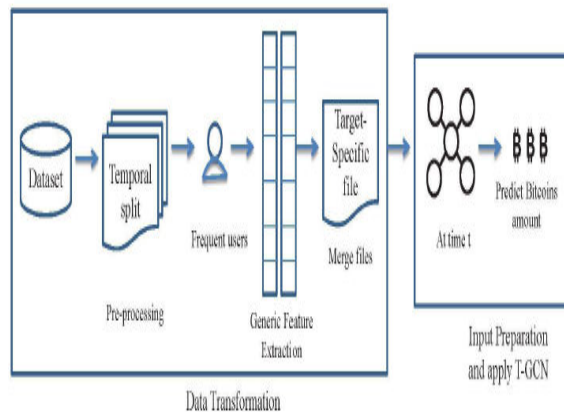 Dataset
Temporal
split
Pre-processing
Frequent users
Generic Feature
Extraction
Target-
Specific
file
Merge files
At time t
Predict Bitcoins
amount
Data Transformation
Input Preparation
and apply T-GCN